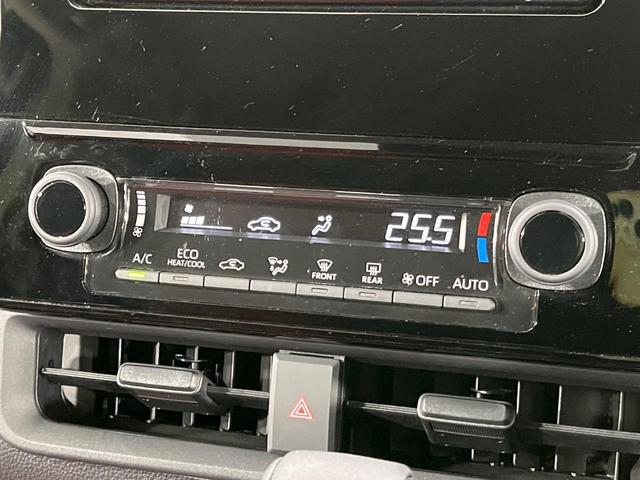 25.5
A/C
ECO
HEAT/COOL
FRONT
REAR
OFF
AUTO